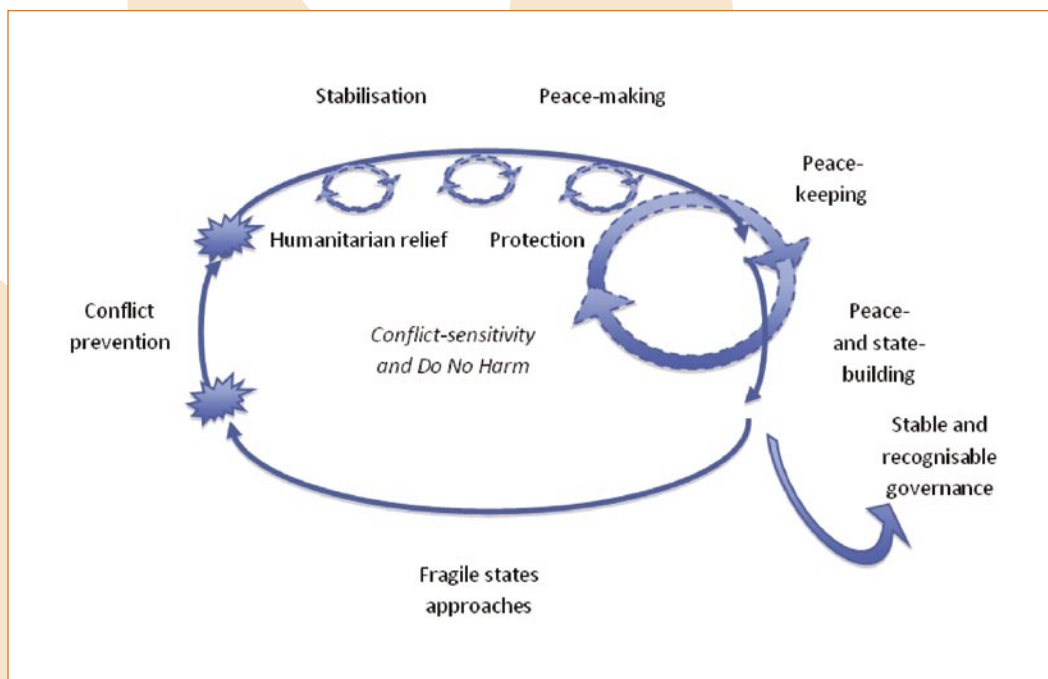 Stabilisation
Peace-making
Peace-
keeping
Humanitarian relief
Protection
Conflict
prevention
Conflict-sensitivity
and Do No Harm
Peace-
and state-
building
Stable and
recognisable
governance
Fragile states
approaches